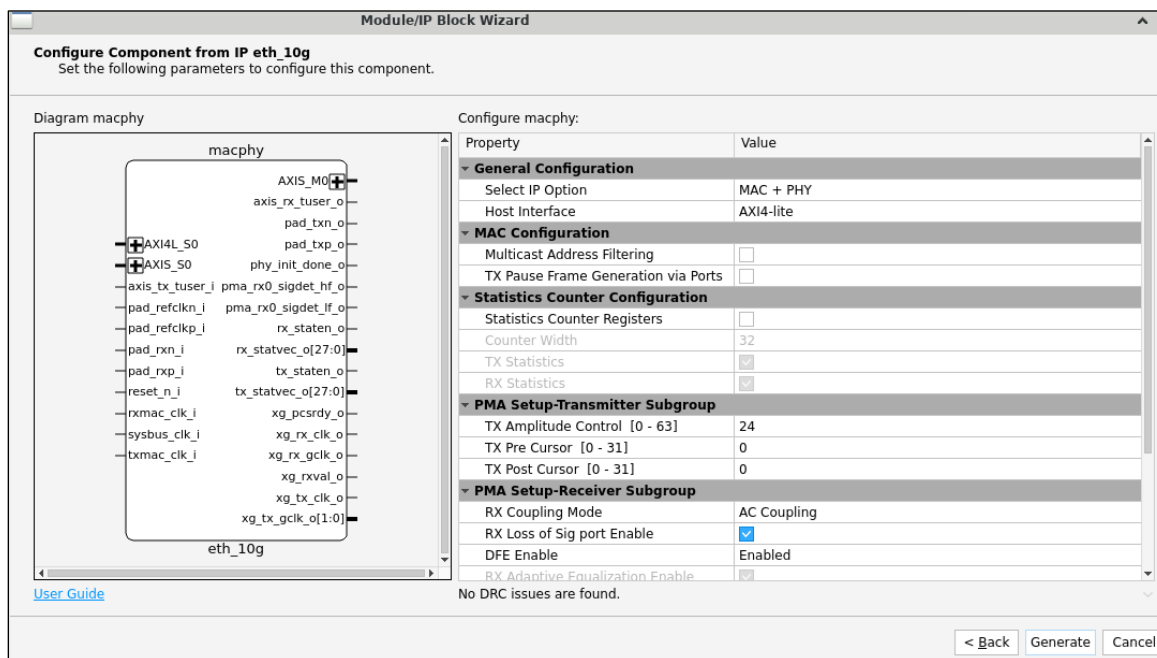 Module/IP Block Wizard
Configure Component from IP eth_10g
Set the following parameters to configure this component.
Diagram macphy
macphy
AXIS_M0
axis_rx_tuser_o
pad_txn_o
AXI4L_S0 pad_txp_o
AXIS_S0 phy_init_done_o
axis_tx_tuser_i pma_rx0_sigdet_hf_o
pad_refclkn_i pma_rx0_sigdet_lf_o
pad_refclkp_i rx_staten_o
pad_rxn_i rx_statvec_o[27:0]
pad_rxp_i tx_staten_o
reset_n_i tx_statvec_o[27:0]
rxmac_clk_i xg_pcsrdy_o
sysbus_clk_i xg_rx_clk_o
txmac_clk_i xg_rx_gclk_o
xg_rxval_o
xg_tx_clk_o
xg_tx_gclk_o[1:0]
eth_10g
User Guide
Configure macphy:
Property Value
General Configuration
Select IP Option MAC + PHY
Host Interface AXI4-lite
MAC Configuration
Multicast Address Filtering
TX Pause Frame Generation via Ports
Statistics Counter Configuration
Statistics Counter Registers
Counter Width 32
TX Statistics
RX Statistics
PMA Setup-Transmitter Subgroup
TX Amplitude Control [0 - 63] 24
TX Pre Cursor [0 - 31] 0
TX Post Cursor [0 - 31] 0
PMA Setup-Receiver Subgroup
RX Coupling Mode AC Coupling
RX Loss of Sig port Enable
DFE Enable Enabled
RX Adaptive Equalization Enable
No DRC issues are found.
< Back Generate Cancel